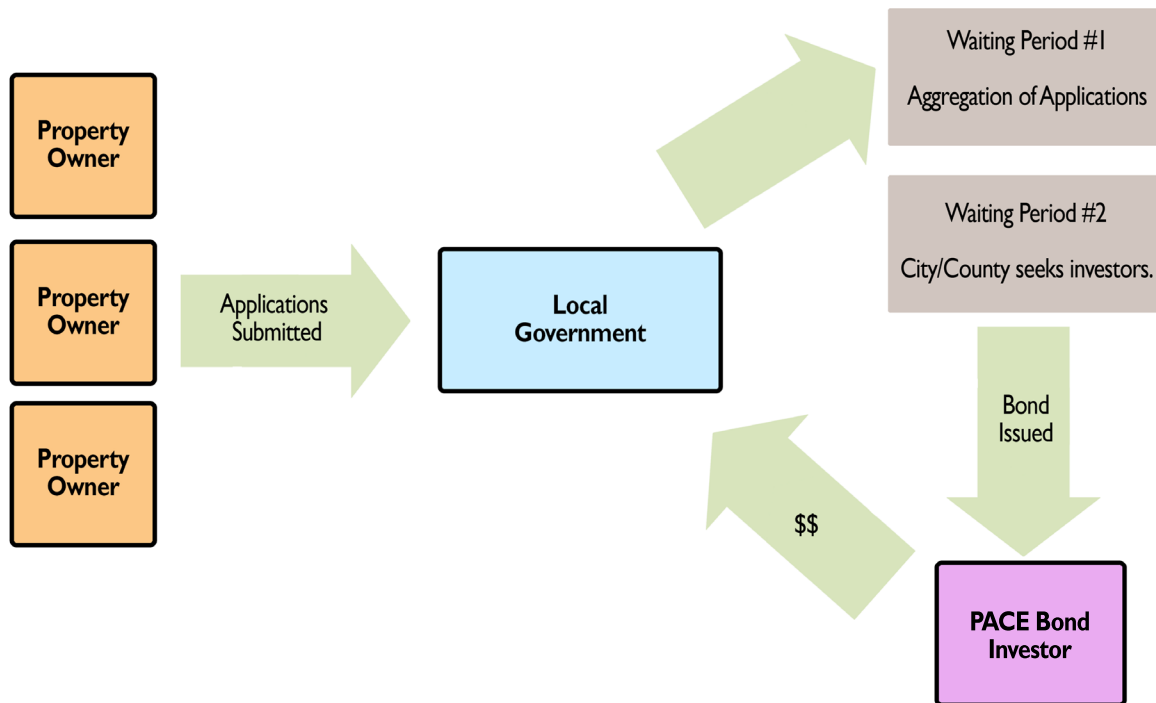 Property
Owner
Property
Owner
Property
Owner
Applications
Submitted
Local
Government
Waiting Period #1
Aggregation of Applications
Waiting Period #2
City/County seeks investors.
Bond
Issued
$$
PACE Bond
Investor